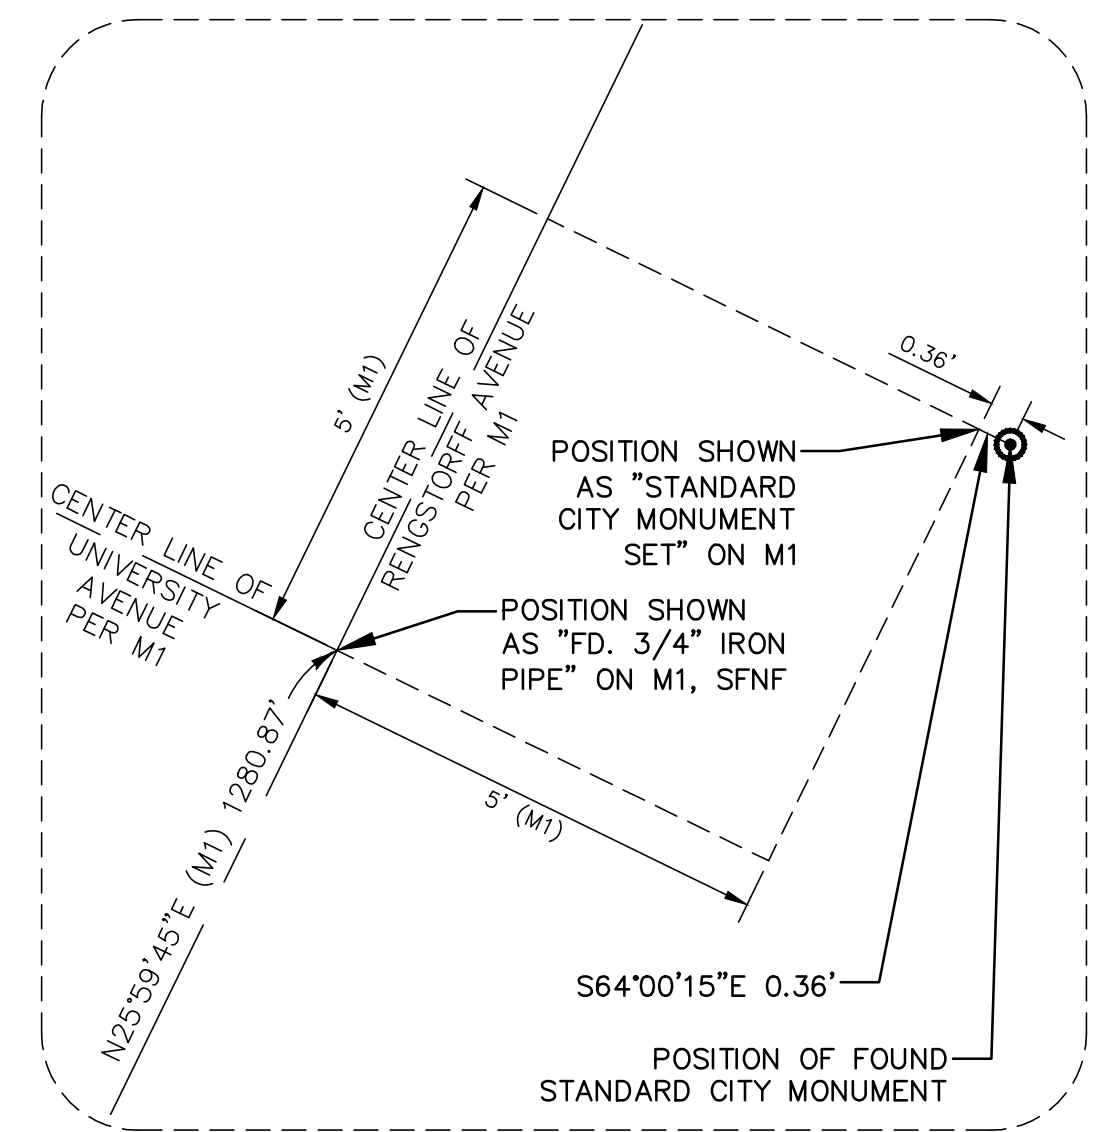 0.36'
5' (M1)
CENTER LINE OF
RENGSTORFF AVENUE
PER M1
POSITION SHOWN
AS "STANDARD
CITY MONUMENT
SET" ON M1
CENTER LINE OF
UNIVERSITY
AVENUE
PER M1
POSITION SHOWN
AS "FD. 3/4" IRON
PIPE" ON M1, SFNF
N25°59'45"E (M1) 1280.87'
5' (M1)
S64°00'15"E 0.36'
POSITION OF FOUND
STANDARD CITY MONUMENT